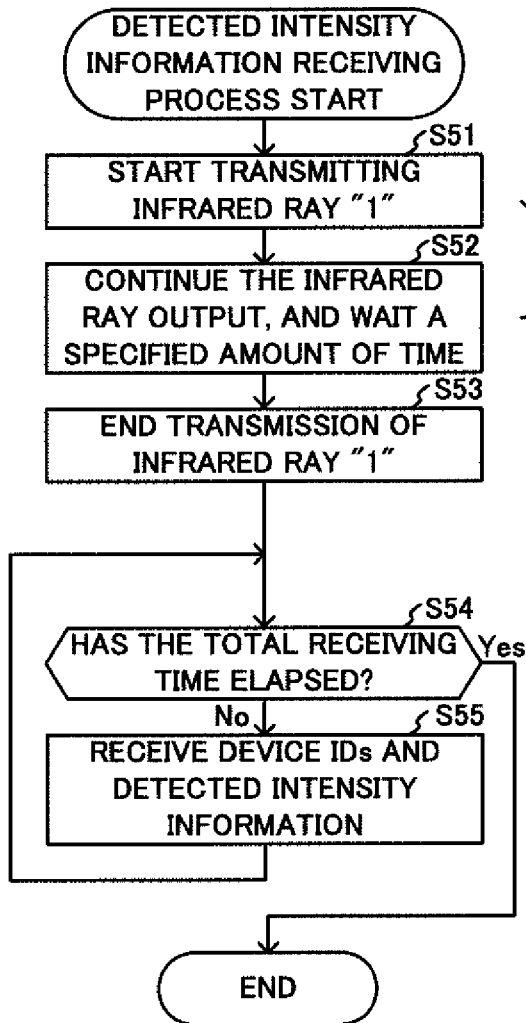 DETECTED INTENSITY
INFORMATION RECEIVING
PROCESS START
S51
START TRANSMITTING
INFRARED RAY "1"
S52
CONTINUE THE INFRARED
RAY OUTPUT, AND WAIT A
SPECIFIED AMOUNT OF TIME
S53
END TRANSMISSION OF
INFRARED RAY "1"
S54
HAS THE TOTAL RECEIVING
TIME ELAPSED?
Yes
No
S55
RECEIVE DEVICE IDs AND
DETECTED INTENSITY
INFORMATION
END